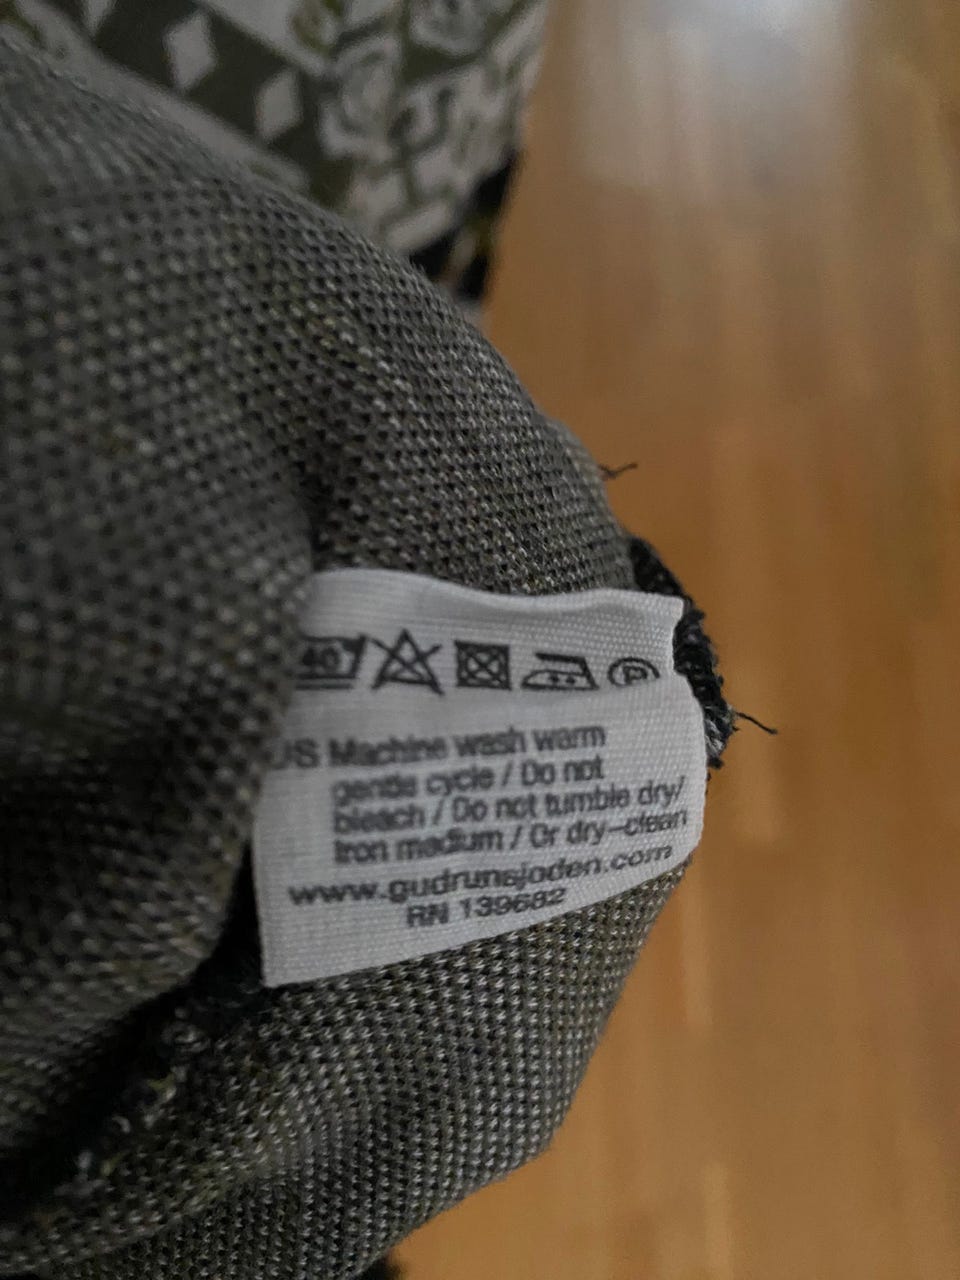 40 P
US Machine wash warm
gentle cycle / Do not
bleach / Do not tumble dry/
Iron medium / Or dry-clean
www.gudrunsjoden.com
RN 139682